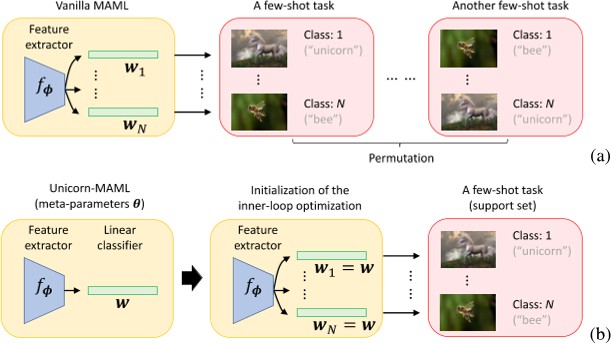 Vanilla MAML
A few-shot task
Another few-shot task
Feature
extractor
f_ϕ
w_1
w_N
Class: 1
("unicorn")
Class: N
("bee")
... ...
Class: 1
("bee")
Class: N
("unicorn")
Permutation
(a)
Unicorn-MAML
(meta-parameters θ)
Initialization of the
inner-loop optimization
A few-shot task
(support set)
Feature
extractor
Linear
classifier
f_ϕ
w
Feature
extractor
f_ϕ
w_1 = w
w_N = w
Class: 1
("unicorn")
Class: N
("bee")
(b)